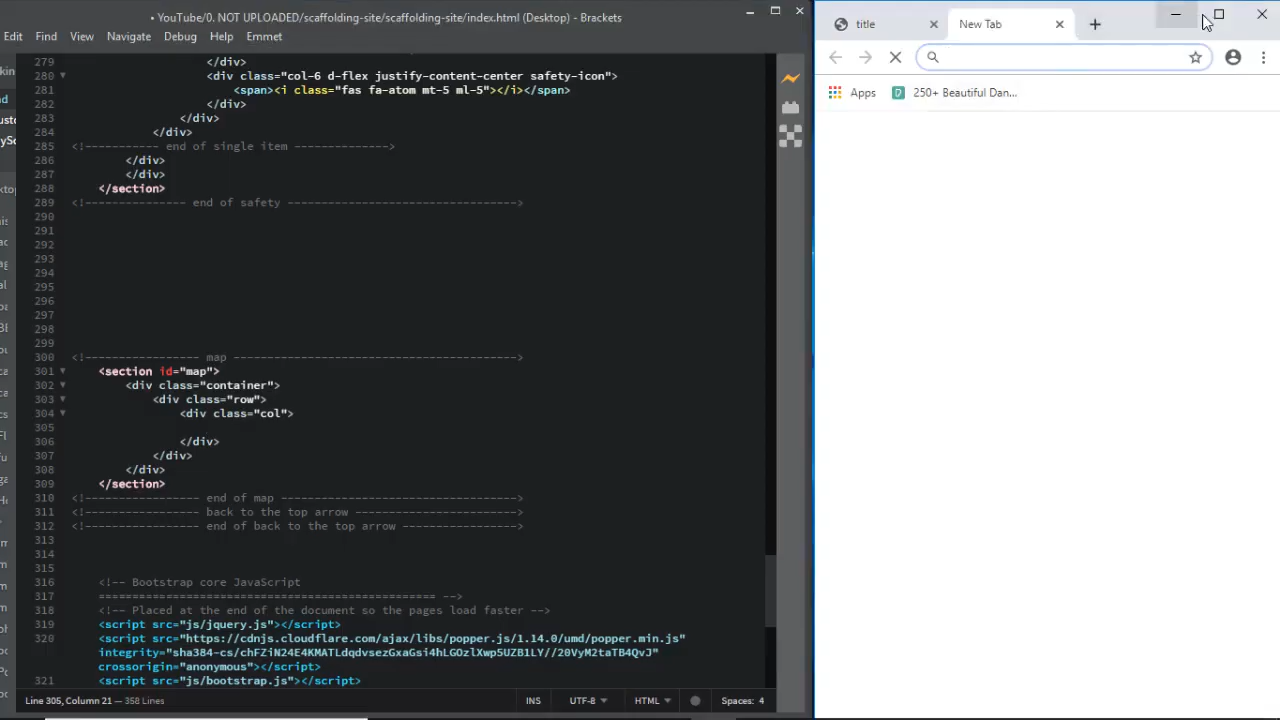 • YouTube/0. NOT UPLOADED/scaffolding-site/scaffolding-site/index.html (Desktop) - Brackets
Edit Find View Navigate Debug Help Emmet
279 </div>
280 <div class="col-6 d-flex justify-content-center safety-icon">
281 <span><i class="fas fa-atom mt-5 ml-5"></i></span>
282 </div>
283 </div>
284 </div>
285 <!----------- end of single item -------------->
286 </div>
287 </div>
288 </section>
289 <!--------------- end of safety ----------------------------------->
290
291
292
293
294
295
296
297
298
299
300 <!----------------- map ------------------------------------------->
301 <section id="map">
302 <div class="container">
303 <div class="row">
304 <div class="col">
305
306 </div>
307 </div>
308 </div>
309 </section>
310 <!----------------- end of map ------------------------------------>
311 <!----------------- back to the top arrow ------------------------->
312 <!----------------- end of back to the top arrow ------------------>
313
314
315
316 <!-- Bootstrap core JavaScript
317 ================================================== -->
318 <!-- Placed at the end of the document so the pages load faster -->
319 <script src="js/jquery.js"></script>
320 <script src="https://cdnjs.cloudflare.com/ajax/libs/popper.js/1.14.0/umd/popper.min.js"
integrity="sha384-cs/chFZiN24E4KMATLdqdvsezGxaGsi4hLGOzlXwp5UZB1LY//20VyM2taTB4QvJ"
crossorigin="anonymous"></script>
321 <script src="js/bootstrap.js"></script>
Line 305, Column 21 — 358 Lines
INS UTF-8 HTML Spaces: 4
title
New Tab
Apps
250+ Beautiful Dan...